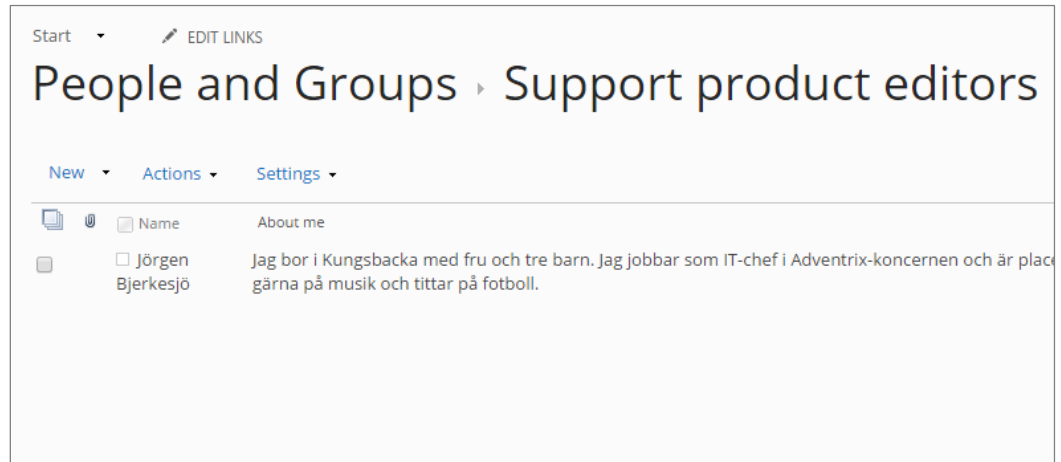 Start EDIT LINKS
People and Groups Support product editors
New Actions Settings
Name About me
Jörgen Jag bor i Kungsbacka med fru och tre barn. Jag jobbar som IT-chef i Adventrix-koncernen och är
Bjerkesjö gärna på musik och tittar på fotboll.